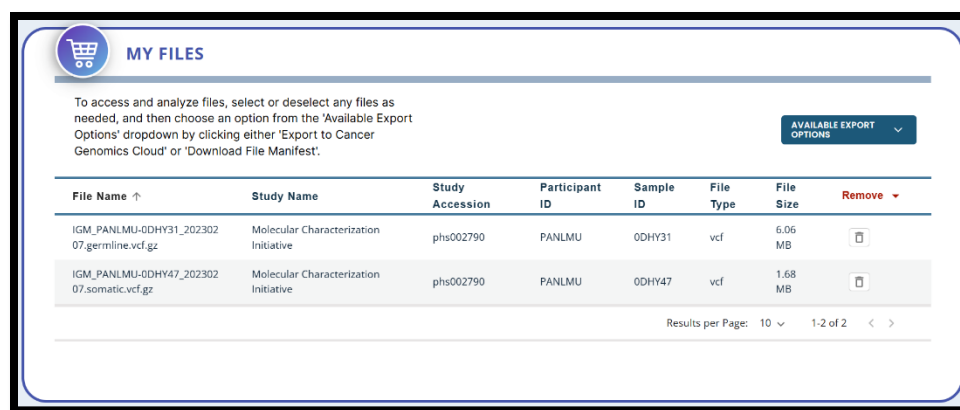 MY FILES
To access and analyze files, select or deselect any files as
needed, and then choose an option from the 'Available Export
Options' dropdown by clicking either 'Export to Cancer
Genomics Cloud' or 'Download File Manifest'.
AVAILABLE EXPORT
OPTIONS
File Name ↑ Study Name Study Accession Participant ID Sample ID File Type File Size Remove
IGM_PANLMU-0DHY31_202302 Molecular Characterization phs002790 PANLMU 0DHY31 vcf 6.06
07.germline.vcf.gz Initiative MB
IGM_PANLMU-0DHY47_202302 Molecular Characterization phs002790 PANLMU 0DHY47 vcf 1.68
07.somatic.vcf.gz Initiative MB
Results per Page: 10 1-2 of 2 < >